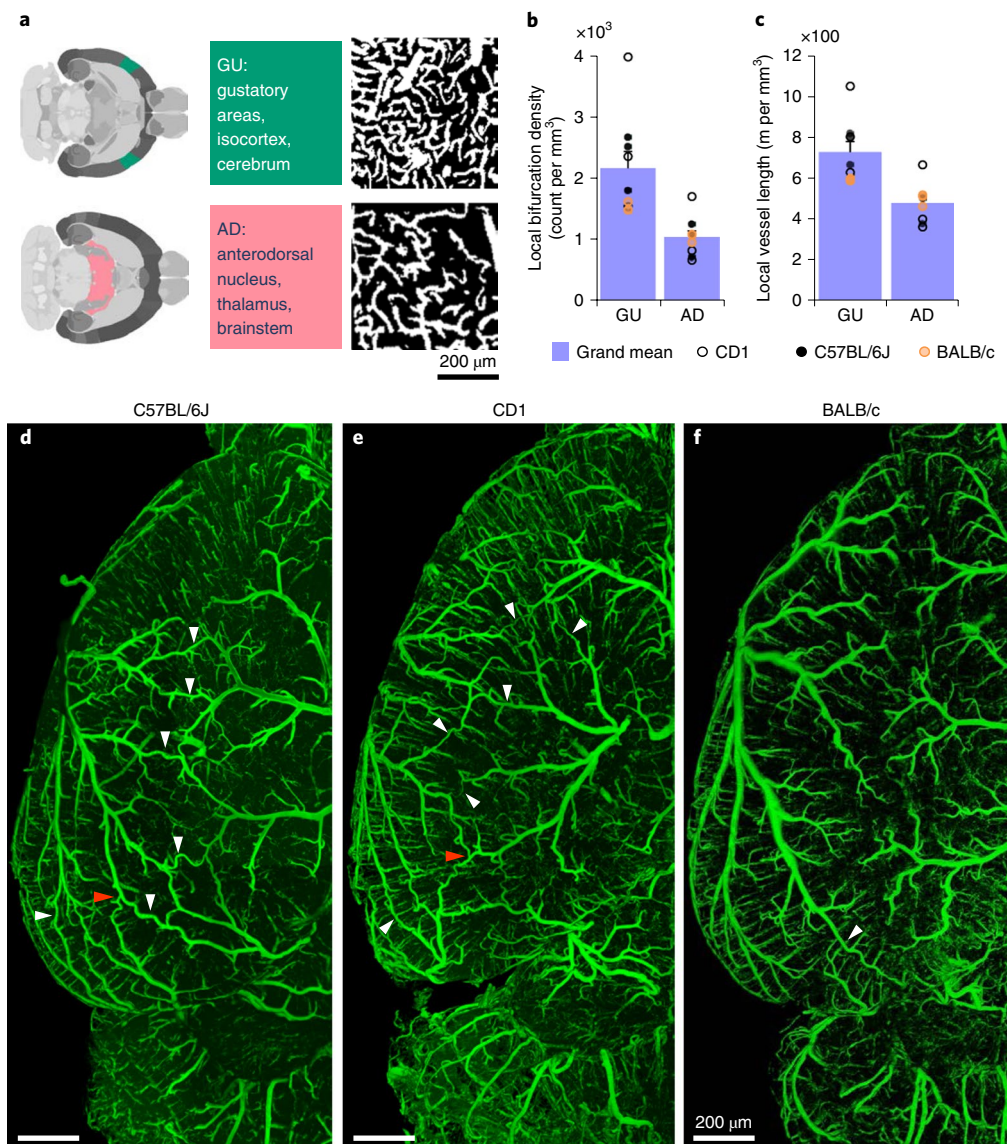 a
GU:
gustatory
areas,
isocortex,
cerebrum
AD:
anterodorsal
nucleus,
thalamus,
brainstem
200 μm
b
×10³
Local bifurcation density
(count per mm³)
4
3
2
1
0
GU AD
c
×100
Local vessel length (m per mm³)
12
10
8
6
4
2
0
GU AD
Grand mean CD1 C57BL/6J BALB/c
C57BL/6J CD1 BALB/c
d e f
200 μm